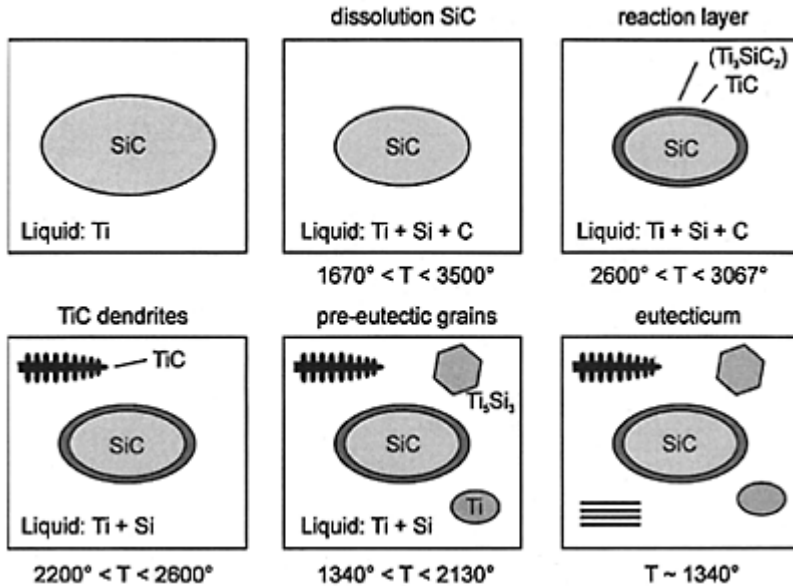 dissolution SiC
reaction layer
SiC
Liquid: Ti
SiC
Liquid: Ti + Si + C
1670° < T < 3500°
(Ti₃SiC₂)
TiC
SiC
Liquid: Ti + Si + C
2600° < T < 3067°
TiC dendrites
pre-eutectic grains
eutecticum
TiC
SiC
Liquid: Ti + Si
2200° < T < 2600°
Ti₅Si₃
SiC
Ti
Liquid: Ti + Si
1340° < T < 2130°
SiC
T ~ 1340°